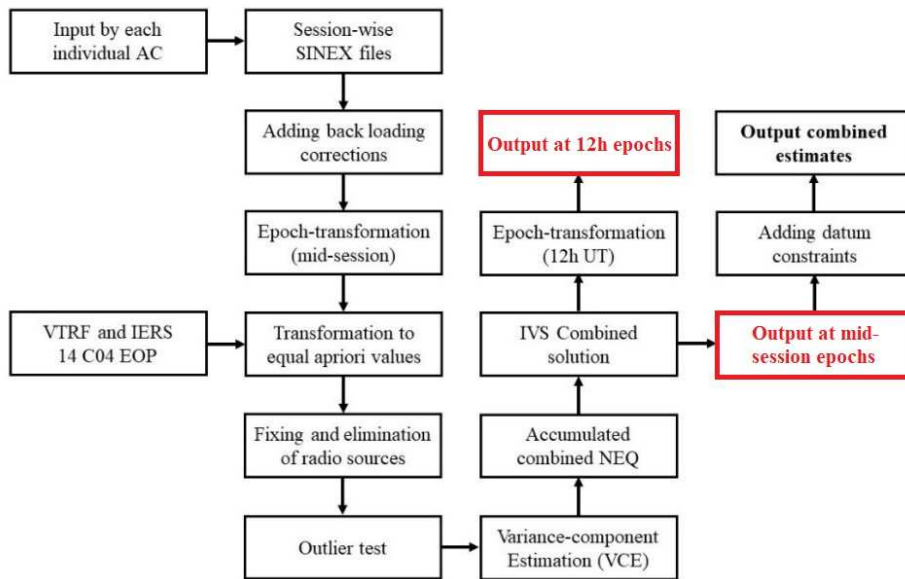 Input by each
individual AC
Session-wise
SINEX files
Adding back loading
corrections
Epoch-transformation
(mid-session)
VTRF and IERS
14 C04 EOP
Transformation to
equal apriori values
Fixing and elimination
of radio sources
Outlier test
Variance-component
Estimation (VCE)
Accumulated
combined NEQ
IVS Combined
solution
Epoch-transformation
(12h UT)
Output at 12h epochs
Output at mid-
session epochs
Adding datum
constraints
Output combined
estimates